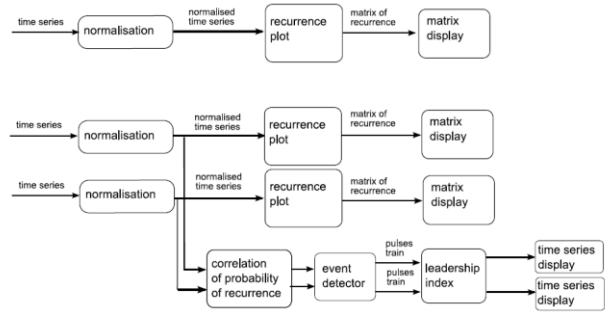 time series
normalisation
normalised
time series
recurrence
plot
matrix of
recurrence
matrix
display
time series
normalisation
normalised
time series
recurrence
plot
matrix of
recurrence
matrix
display
time series
normalisation
normalised
time series
recurrence
plot
matrix of
recurrence
matrix
display
correlation
of probability
of recurrence
event
detector
pulses
train
pulses
train
leadership
index
time series
display
time series
display